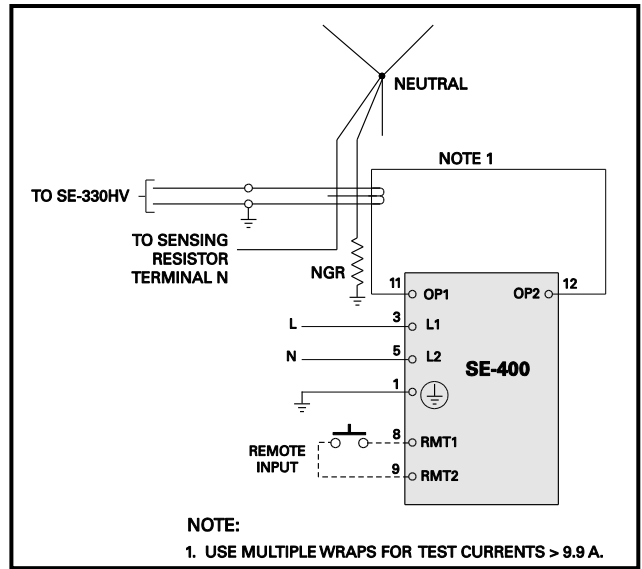 NEUTRAL
NOTE 1
TO SE-330HV
TO SENSING
RESISTOR
TERMINAL N
NGR
11
OP1
OP2
12
L
3
L1
N
5
L2
SE-400
1
8
RMT1
REMOTE
INPUT
9
RMT2
NOTE:
1. USE MULTIPLE WRAPS FOR TEST CURRENTS > 9.9 A.